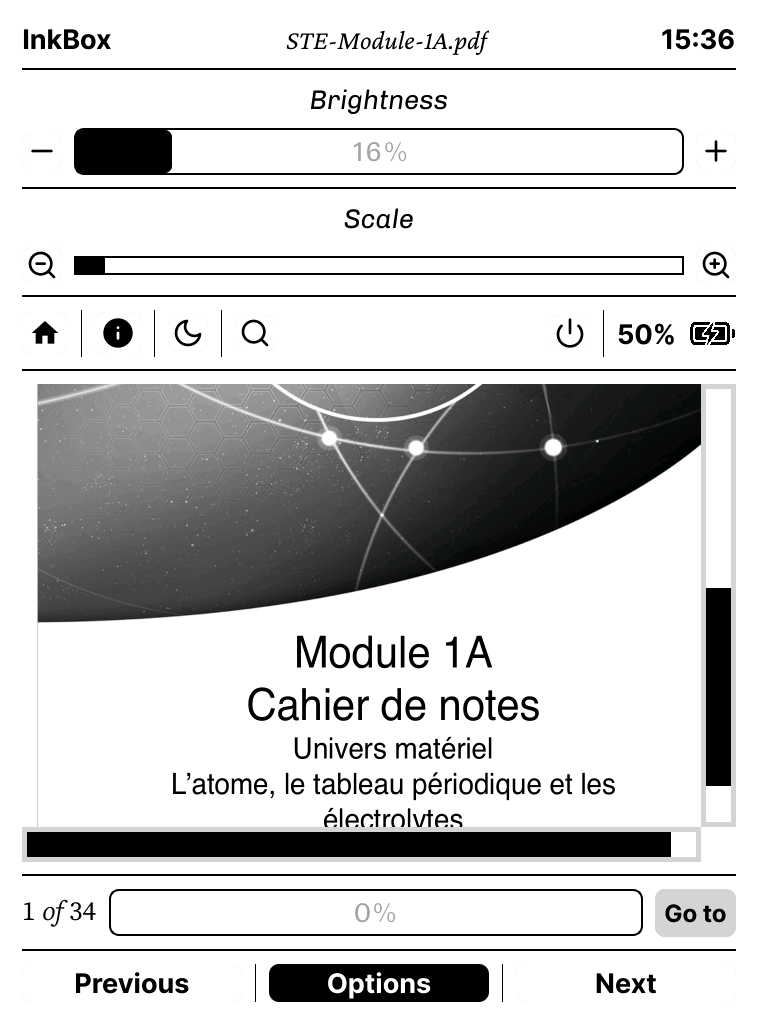 InkBox STE-Module-1A.pdf 15:36
Brightness
16%
Scale
50%
Module 1A
Cahier de notes
Univers matériel
L’atome, le tableau périodique et les
électrolytes
1 of 34 0% Go to
Previous Options Next